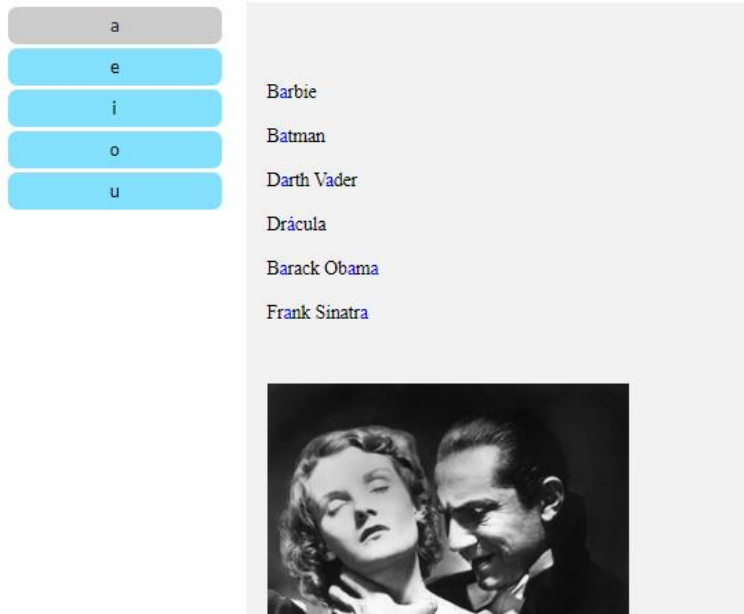 a
e
i
o
u
Barbie
Batman
Darth Vader
Drácula
Barack Obama
Frank Sinatra